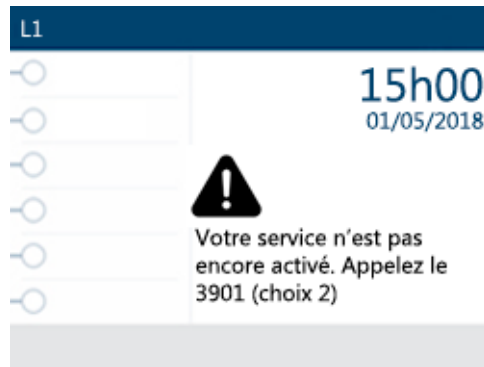 L1
15h00
01/05/2018
Votre service n'est pas
encore activé. Appelez le
3901 (choix 2)